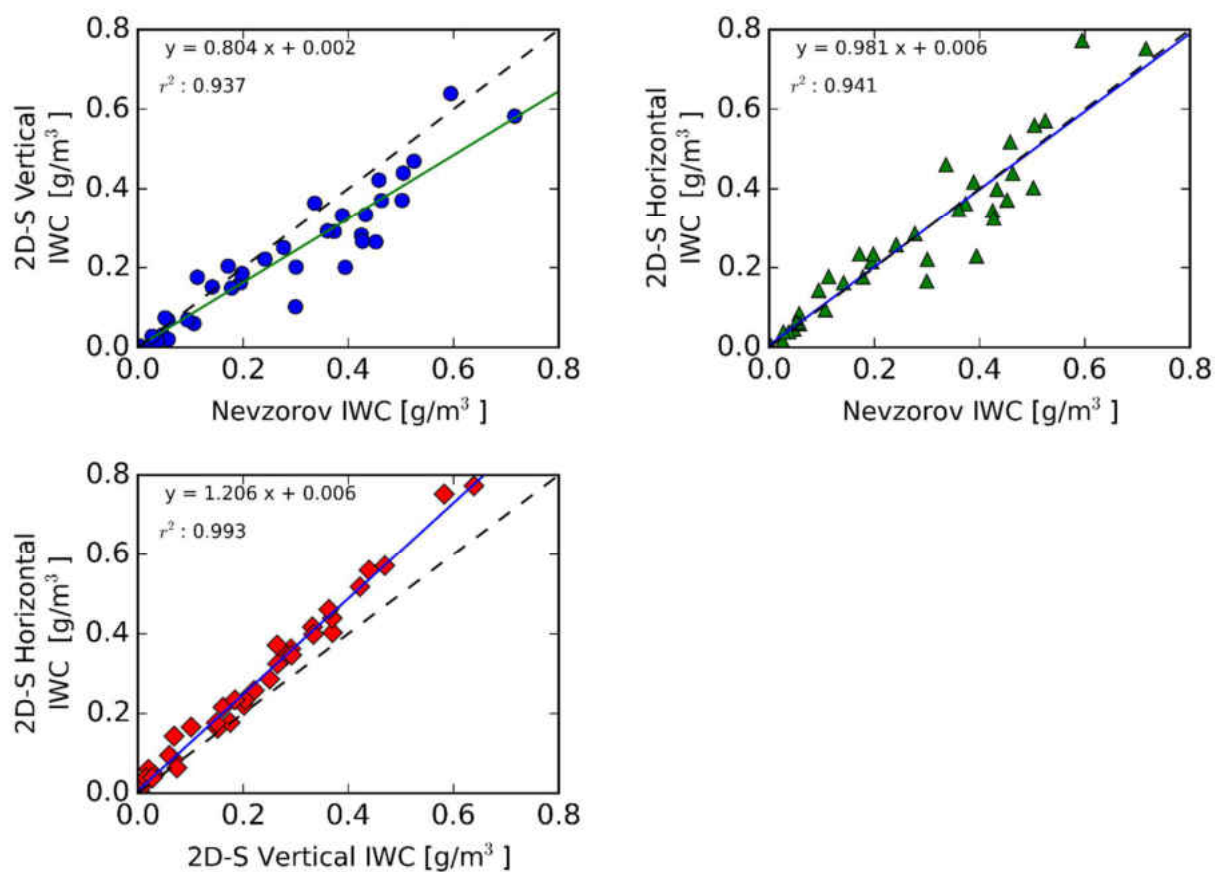 y = 0.804 x + 0.002
r² : 0.937
0.8
0.6
0.4
0.2
0.0
2D-S Vertical
IWC [g/m³ ]
0.0 0.2 0.4 0.6 0.8
Nevzorov IWC [g/m³ ]
y = 0.981 x + 0.006
r² : 0.941
0.8
0.6
0.4
0.2
0.0
2D-S Horizontal
IWC [g/m³ ]
0.0 0.2 0.4 0.6 0.8
Nevzorov IWC [g/m³ ]
y = 1.206 x + 0.006
r² : 0.993
0.8
0.6
0.4
0.2
0.0
2D-S Horizontal
IWC [g/m³ ]
0.0 0.2 0.4 0.6 0.8
2D-S Vertical IWC [g/m³ ]